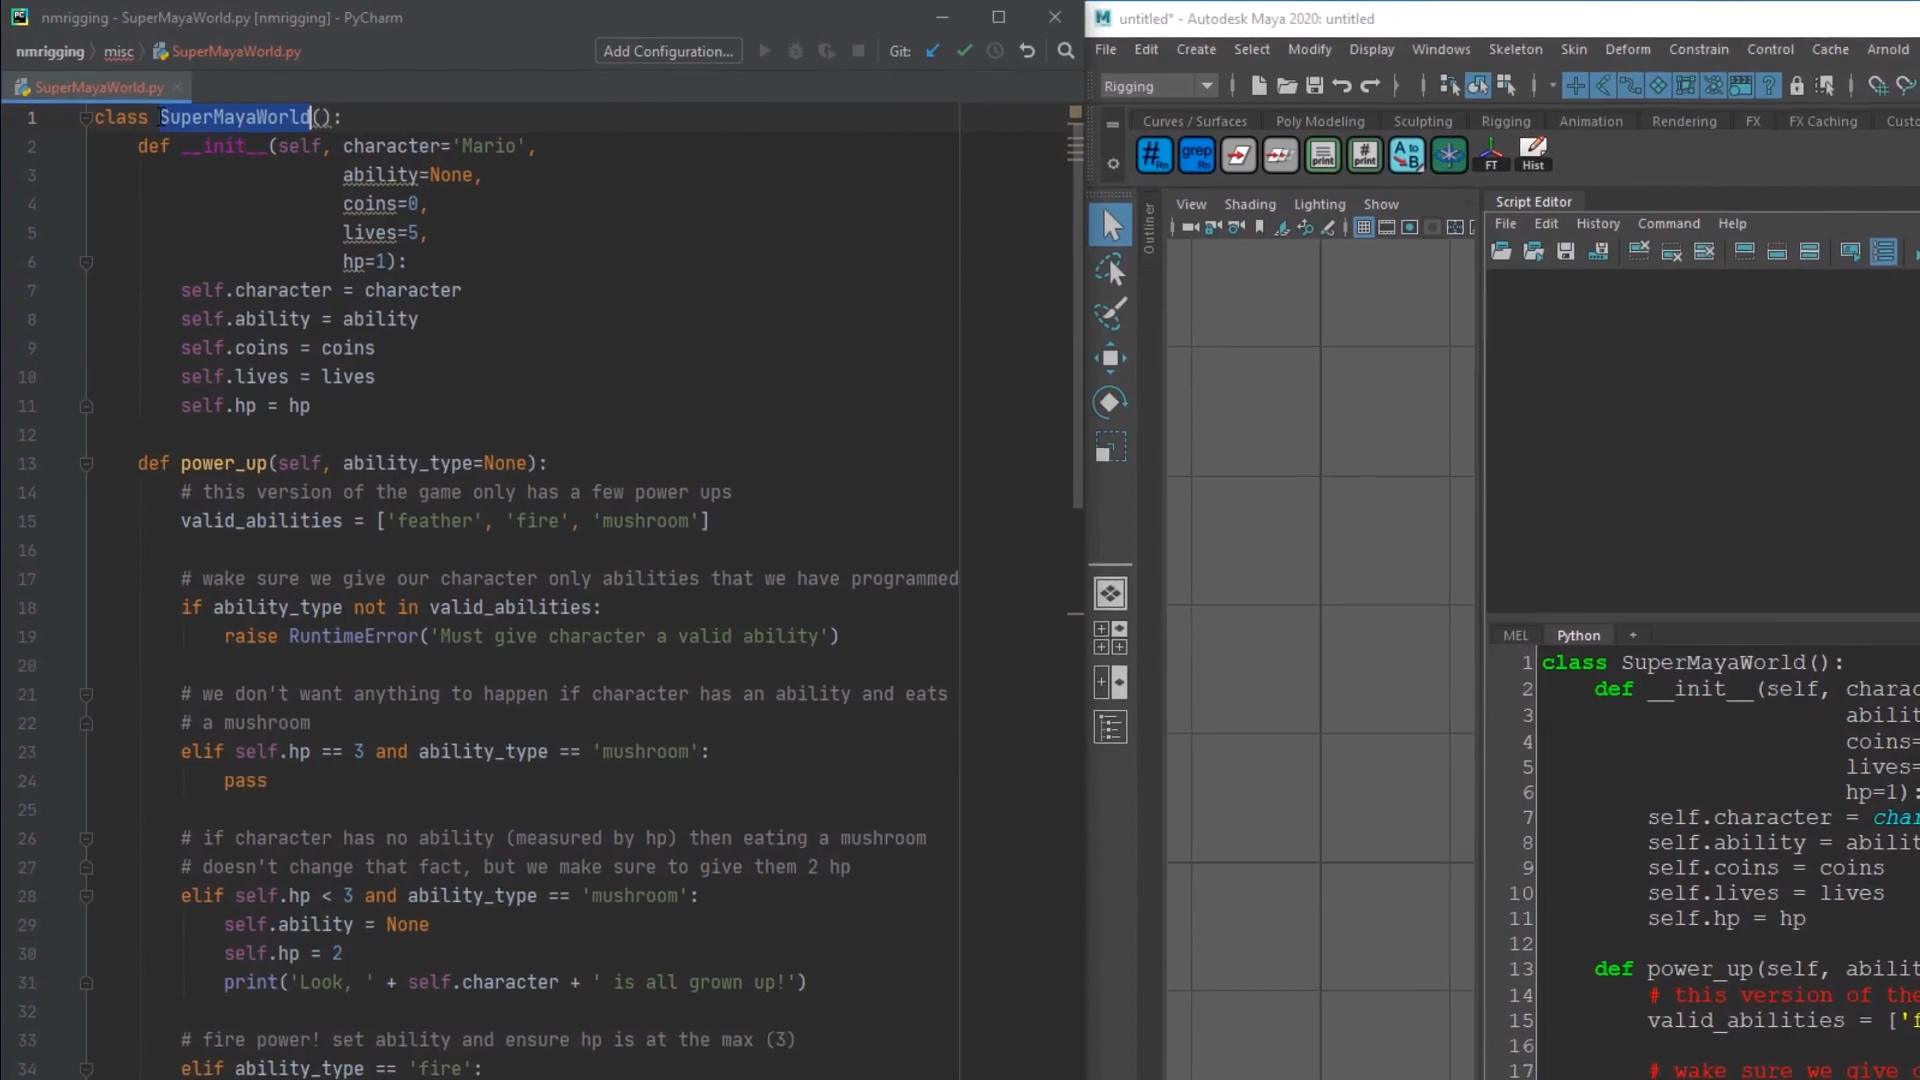 nmrigging - SuperMayaWorld.py [nmrigging] - PyCharm
nmrigging misc SuperMayaWorld.py
Add Configuration...
Git:
SuperMayaWorld.py
1 class SuperMayaWorld():
2 def __init__(self, character='Mario',
3 ability=None,
4 coins=0,
5 lives=5,
6 hp=1):
7 self.character = character
8 self.ability = ability
9 self.coins = coins
10 self.lives = lives
11 self.hp = hp
12
13 def power_up(self, ability_type=None):
14 # this version of the game only has a few power ups
15 valid_abilities = ['feather', 'fire', 'mushroom']
16
17 # wake sure we give our character only abilities that we have programmed
18 if ability_type not in valid_abilities:
19 raise RuntimeError('Must give character a valid ability')
20
21 # we don't want anything to happen if character has an ability and eats
22 # a mushroom
23 elif self.hp == 3 and ability_type == 'mushroom':
24 pass
25
26 # if character has no ability (measured by hp) then eating a mushroom
27 # doesn't change that fact, but we make sure to give them 2 hp
28 elif self.hp < 3 and ability_type == 'mushroom':
29 self.ability = None
30 self.hp = 2
31 print('Look, ' + self.character + ' is all grown up!')
32
33 # fire power! set ability and ensure hp is at the max (3)
34 elif ability_type == 'fire':
untitled* - Autodesk Maya 2020: untitled
File Edit Create Select Modify Display Windows Skeleton Skin Deform Constrain Control Cache Arnold
Rigging
Curves / Surfaces Poly Modeling Sculpting Rigging Animation Rendering FX FX Caching Custo
# Rn grep Rn print # print A to B FT Hist
Outliner
View Shading Lighting Show
Script Editor
File Edit History Command Help
MEL Python +
1 class SuperMayaWorld():
2 def __init__(self, charac
3 abilit
4 coins=
5 lives=
6 hp=1):
7 self.character = char
8 self.ability = abilit
9 self.coins = coins
10 self.lives = lives
11 self.hp = hp
12
13 def power_up(self, abilit
14 # this version of the
15 valid_abilities = ['f
16
17 # wake sure we give o